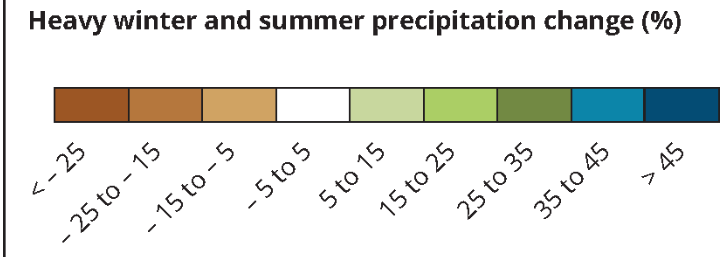 Heavy winter and summer precipitation change (%)
< – 25
– 25 to – 15
– 15 to – 5
– 5 to 5
5 to 15
15 to 25
25 to 35
35 to 45
> 45